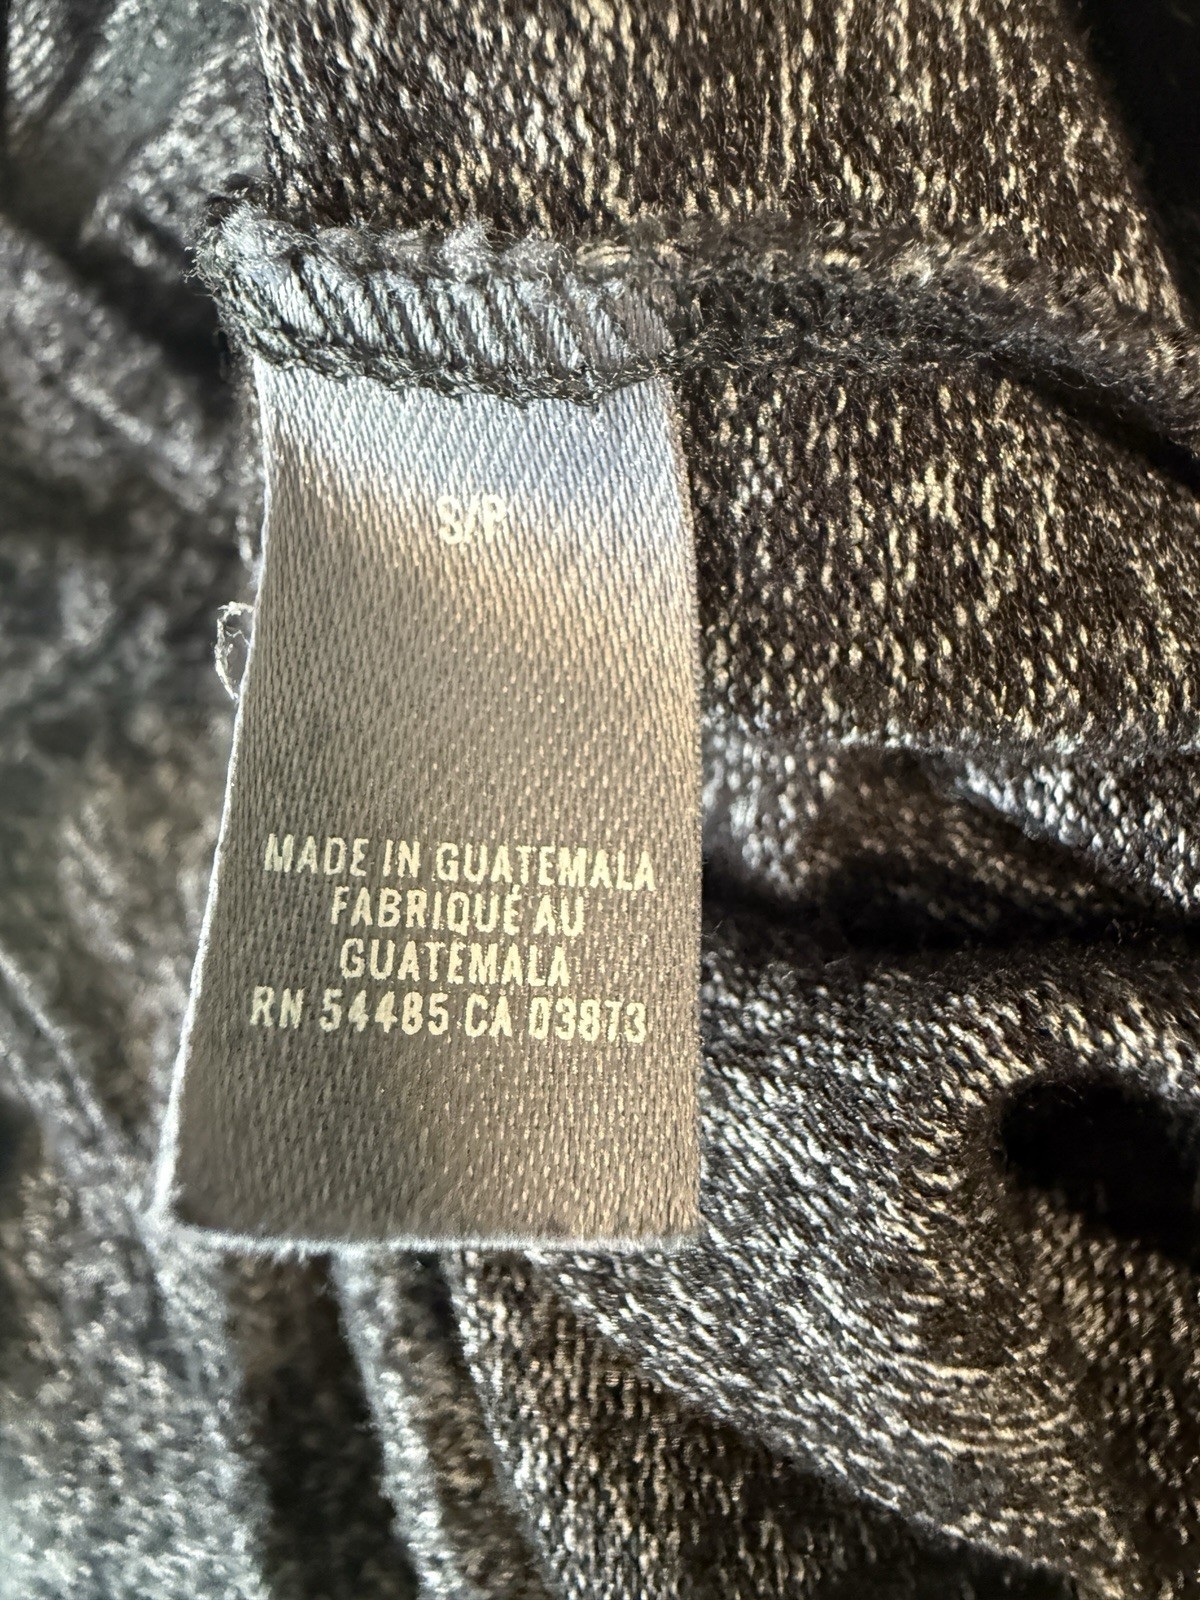 S/P
MADE IN GUATEMALA
FABRIQUÉ AU
GUATEMALA
RN 54485 CA 03873